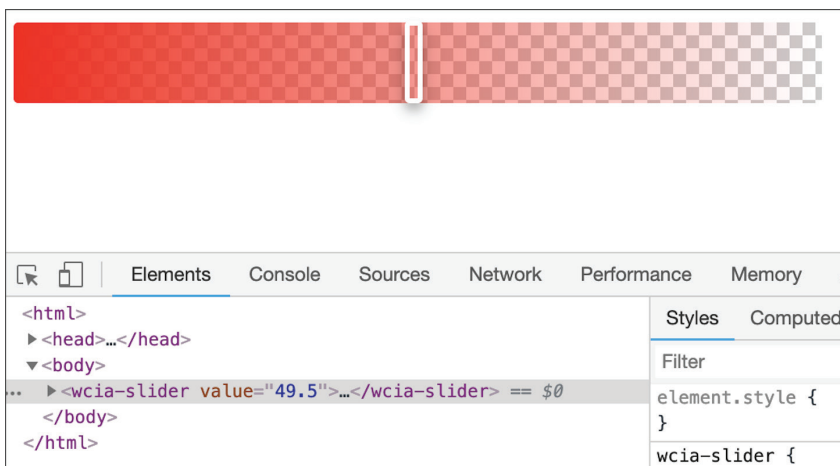 Elements Console Sources Network Performance Memory
<html>
▶<head>…</head>
▼<body>
… ▶<wcia-slider value="49.5">…</wcia-slider> == $0
</body>
</html>
Styles Computed
Filter
element.style {
}
wcia-slider {